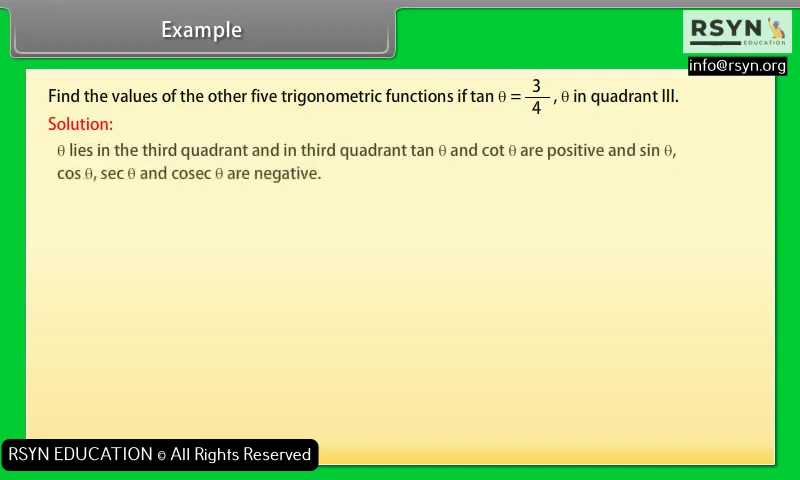 Example
RSYN
EDUCATION
info@rsyn.org
Find the values of the other five trigonometric functions if tan θ = 3/4 , θ in quadrant III.
Solution:
θ lies in the third quadrant and in third quadrant tan θ and cot θ are positive and sin θ,
cos θ, sec θ and cosec θ are negative.
RSYN EDUCATION © All Rights Reserved